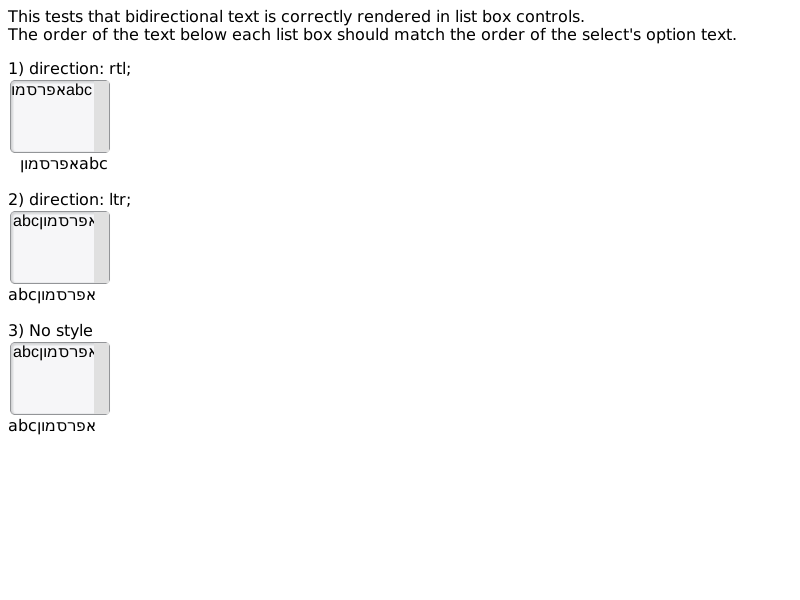 This tests that bidirectional text is correctly rendered in list box controls.
The order of the text below each list box should match the order of the select's option text.
1) direction: rtl;
abcאפרסמו
abcאפרסמון
2) direction: ltr;
abcאפרסמון
abcאפרסמון
3) No style
abcאפרסמון
abcאפרסמון